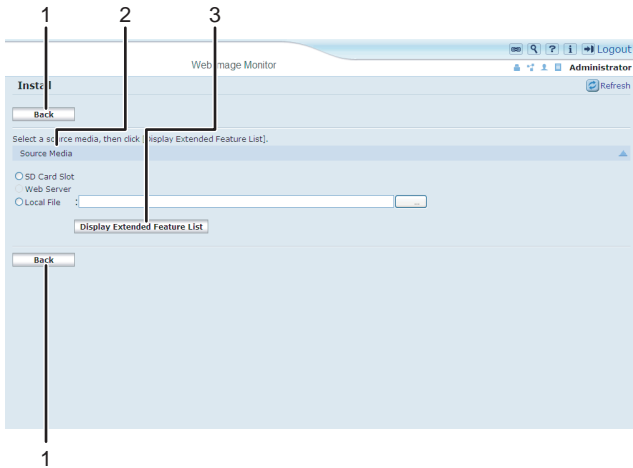 1 2 3
Logout
Web Image Monitor
Administrator
Install
Refresh
Back
Select a source media, then click [Display Extended Feature List].
Source Media
SD Card Slot
Web Server
Local File :
...
Display Extended Feature List
Back
1